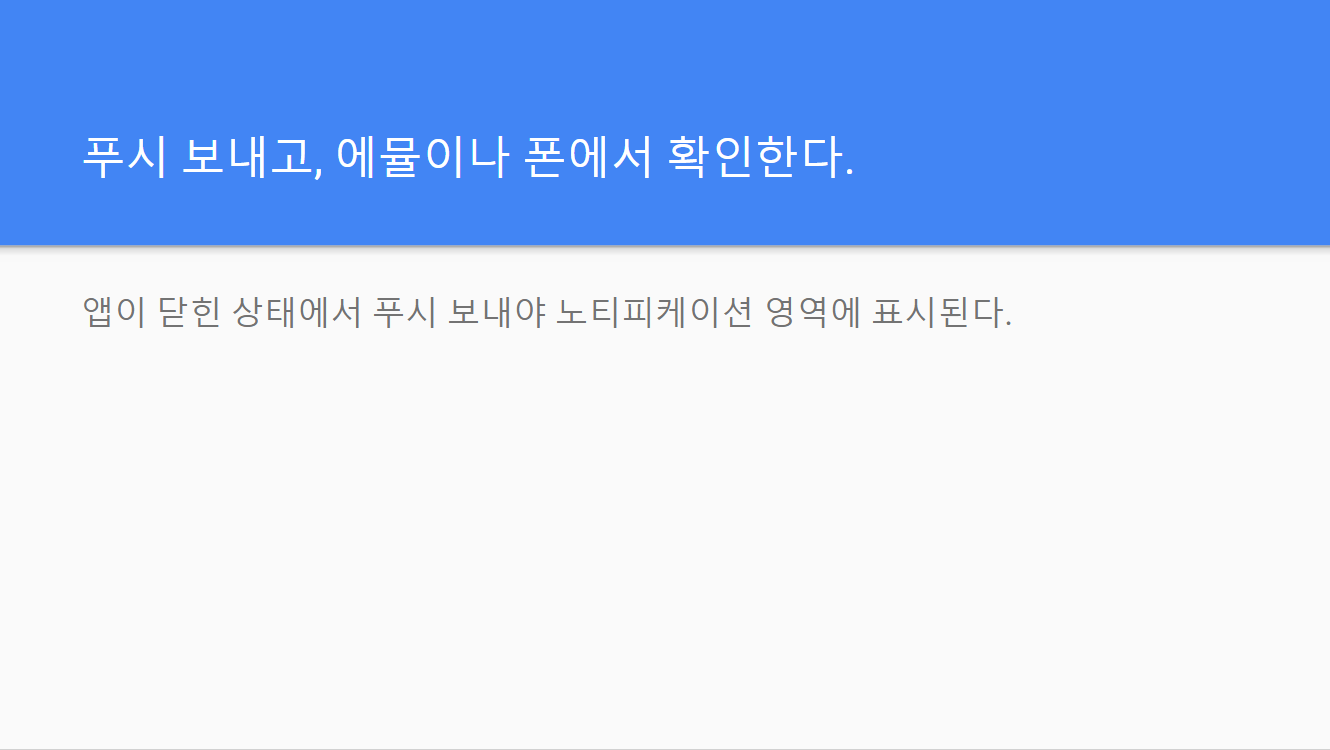 푸시 보내고, 에뮬이나 폰에서 확인한다.
앱이 닫힌 상태에서 푸시 보내야 노티피케이션 영역에 표시된다.